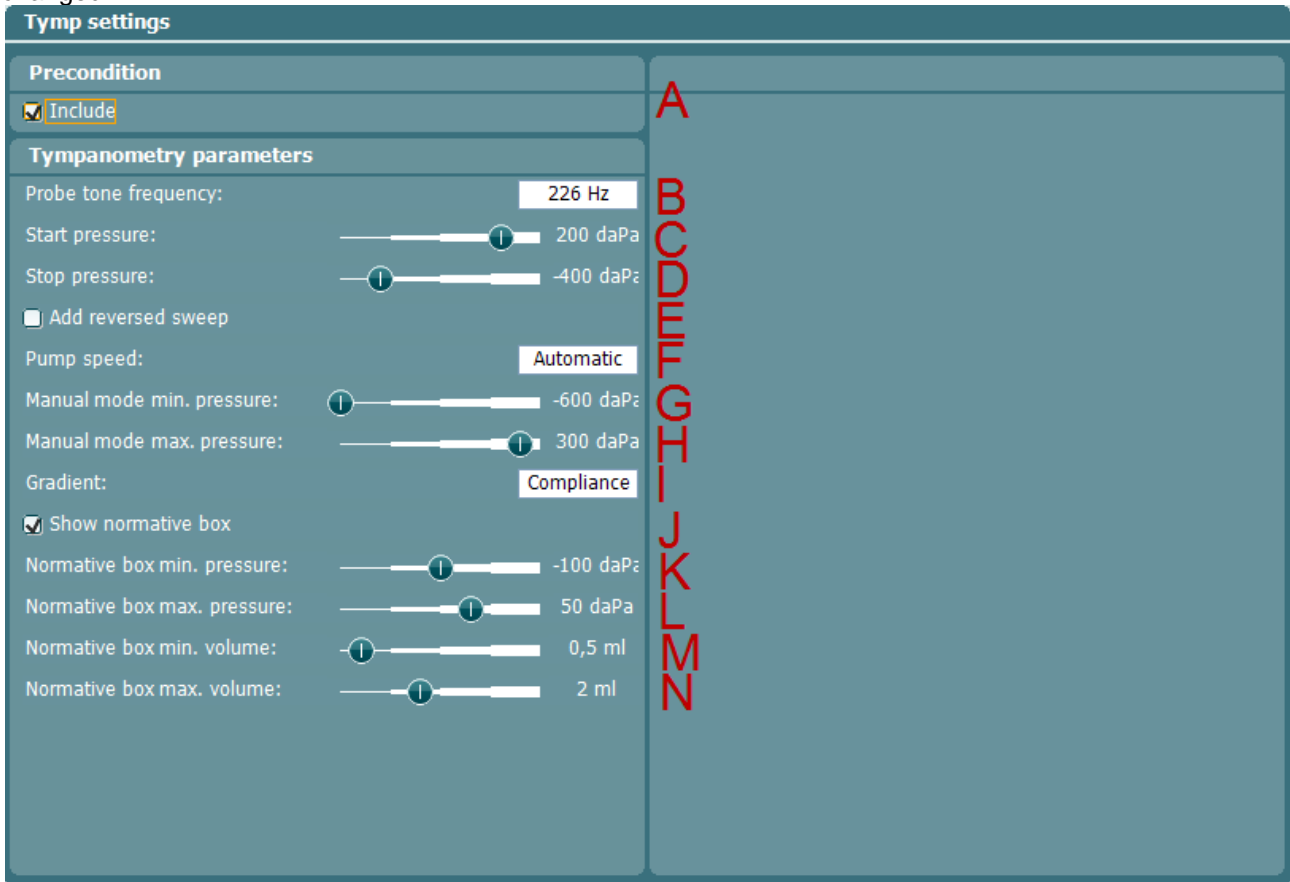 Tymp settings
Precondition
Include A
Tympanometry parameters
Probe tone frequency: 226 Hz B
Start pressure: 200 daPa C
Stop pressure: -400 daPa D
Add reversed sweep E
Pump speed: Automatic F
Manual mode min. pressure: -600 daPa G
Manual mode max. pressure: 300 daPa H
Gradient: Compliance I
Show normative box J
Normative box min. pressure: -100 daPa K
Normative box max. pressure: 50 daPa L
Normative box min. volume: 0,5 ml M
Normative box max. volume: 2 ml N